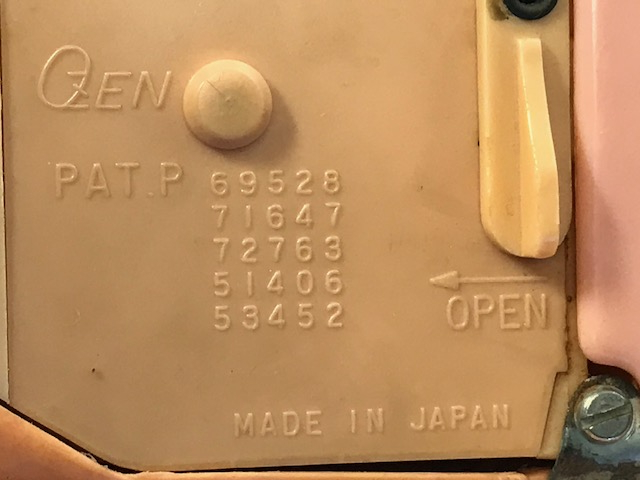 OZEN
PAT.P 69528
71647
72763
51406
53452
OPEN
MADE IN JAPAN